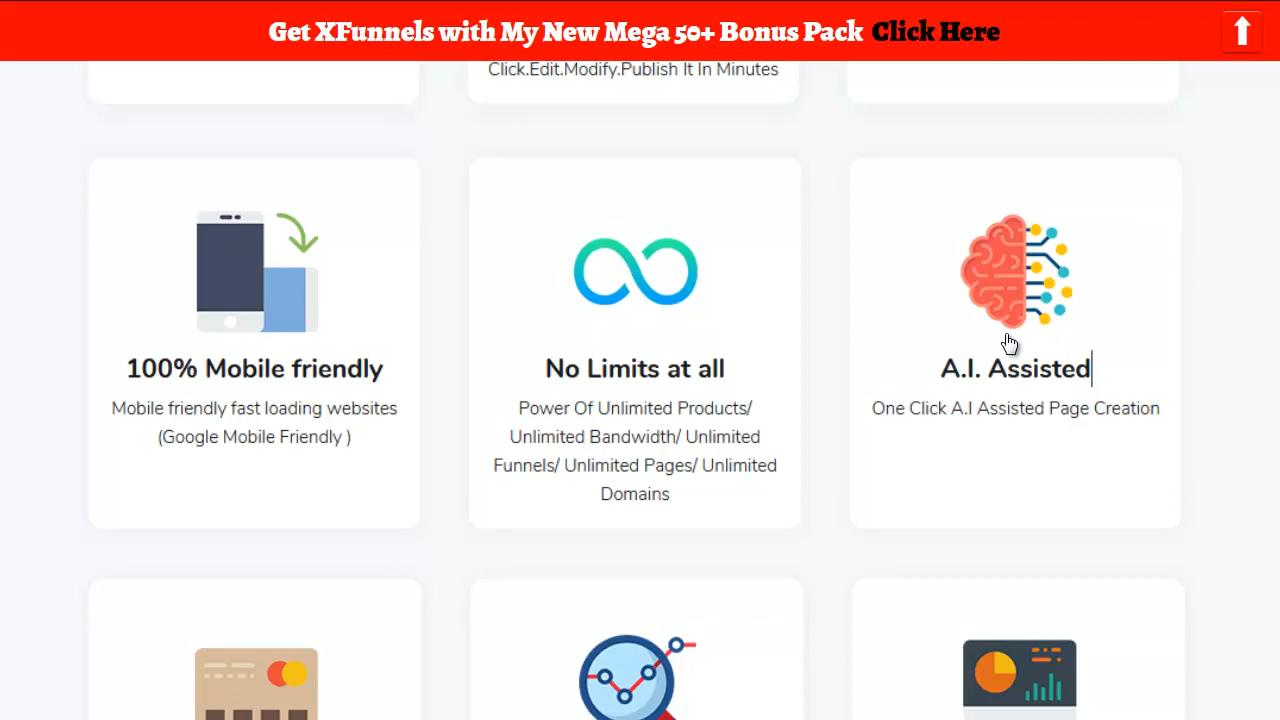 Get XFunnels with My New Mega 50+ Bonus Pack Click Here
Click.Edit.Modify.Publish It In Minutes
100% Mobile friendly
Mobile friendly fast loading websites
(Google Mobile Friendly )
No Limits at all
Power Of Unlimited Products/
Unlimited Bandwidth/ Unlimited
Funnels/ Unlimited Pages/ Unlimited
Domains
A.I. Assisted
One Click A.I Assisted Page Creation